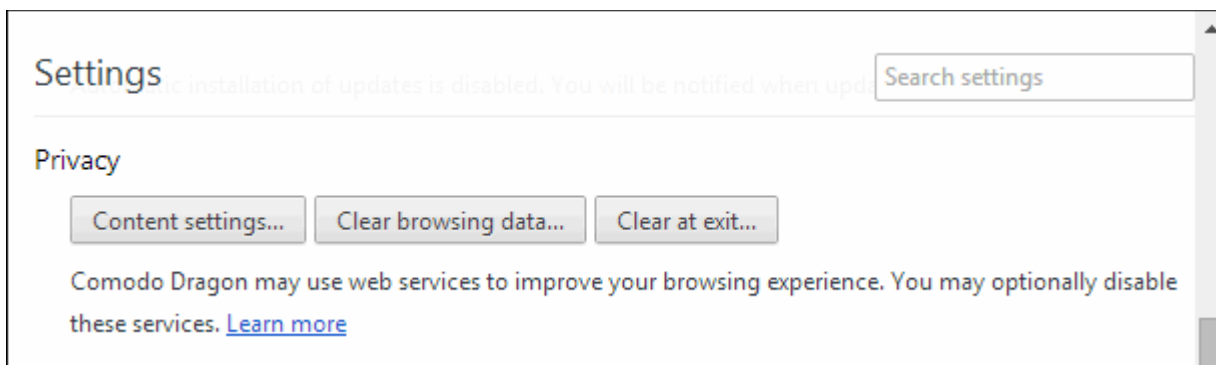 Settings
Search settings
Automatic installation of updates is disabled. You will be notified when
Privacy
Content settings...
Clear browsing data...
Clear at exit...
Comodo Dragon may use web services to improve your browsing experience. You may optionally disable
these services. Learn more